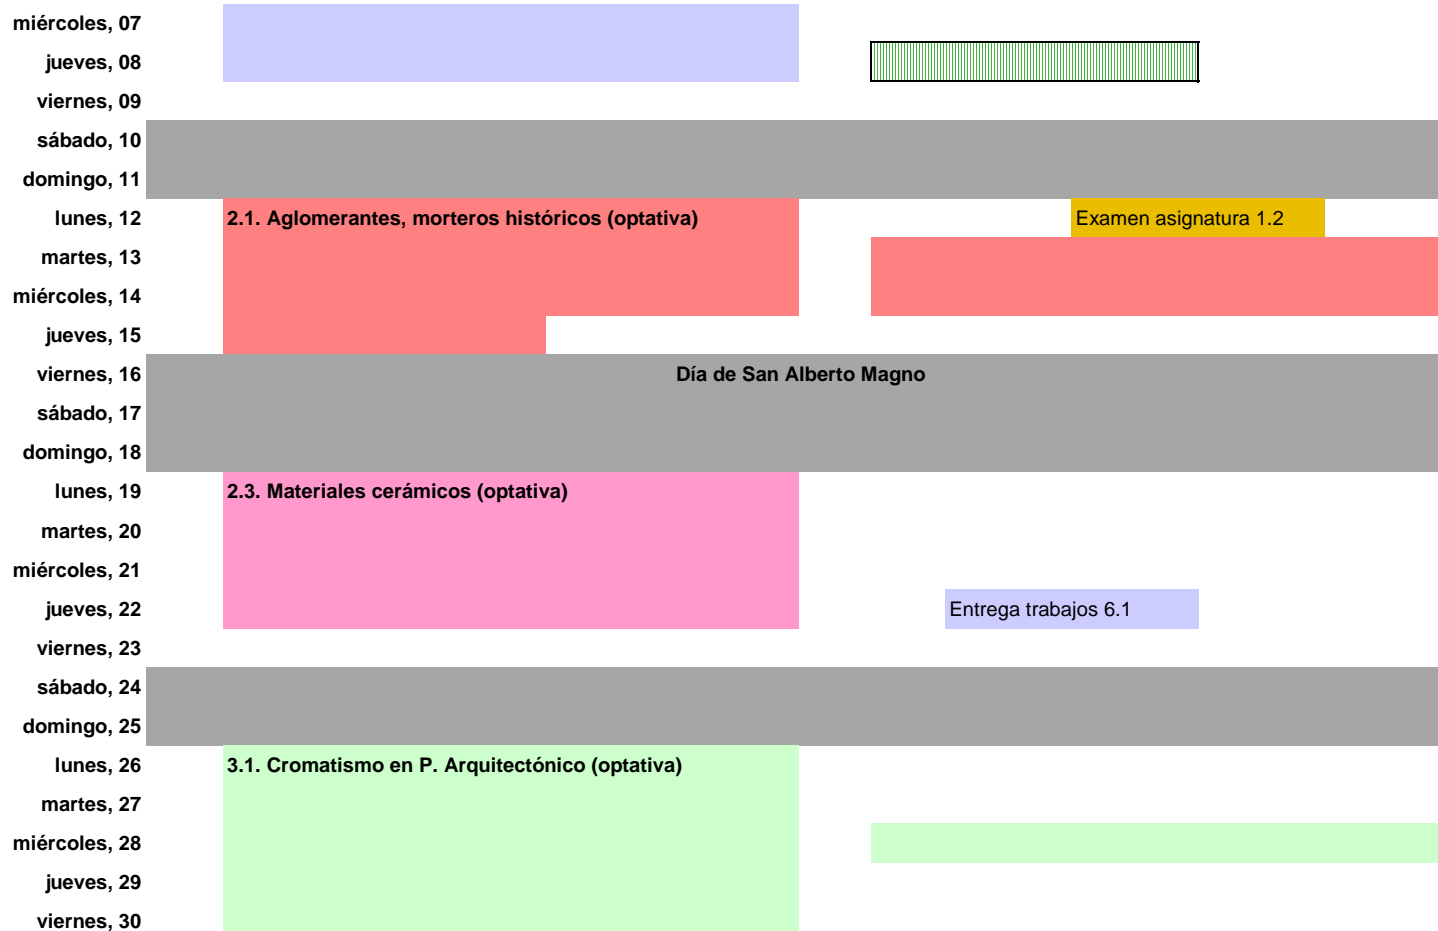 miércoles, 07
jueves, 08
viernes, 09
sábado, 10
domingo, 11
lunes, 12 2.1. Aglomerantes, morteros históricos (optativa) Examen asignatura 1.2
martes, 13
miércoles, 14
jueves, 15
viernes, 16 Día de San Alberto Magno
sábado, 17
domingo, 18
lunes, 19 2.3. Materiales cerámicos (optativa)
martes, 20
miércoles, 21
jueves, 22 Entrega trabajos 6.1
viernes, 23
sábado, 24
domingo, 25
lunes, 26 3.1. Cromatismo en P. Arquitectónico (optativa)
martes, 27
miércoles, 28
jueves, 29
viernes, 30